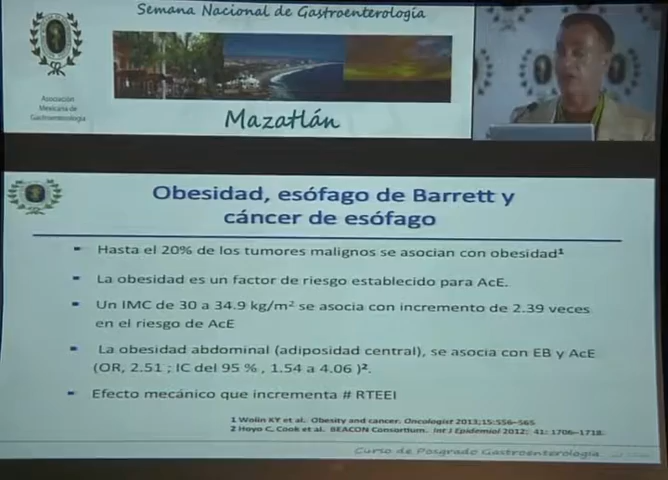 Semana Nacional de Gastroenterología
Asociación
Mexicana de
Gastroenterología
Mazatlán
Obesidad, esófago de Barrett y
cáncer de esófago
Hasta el 20% de los tumores malignos se asocian con obesidad¹
La obesidad es un factor de riesgo establecido para AcE.
Un IMC de 30 a 34.9 kg/m² se asocia con incremento de 2.39 veces
en el riesgo de AcE
La obesidad abdominal (adiposidad central), se asocia con EB y AcE
(OR, 2.51 ; IC del 95 % , 1.54 a 4.06 )².
Efecto mecánico que incrementa # RTEEI
1 Wolin KY et al. Obesity and cancer. Oncologist 2013;15:556-565
2 Hoyo C, Cook et al. BEACON Consortium. Int J Epidemiol 2012; 41: 1706-1718.
Curso de Posgrado Gastroenterología